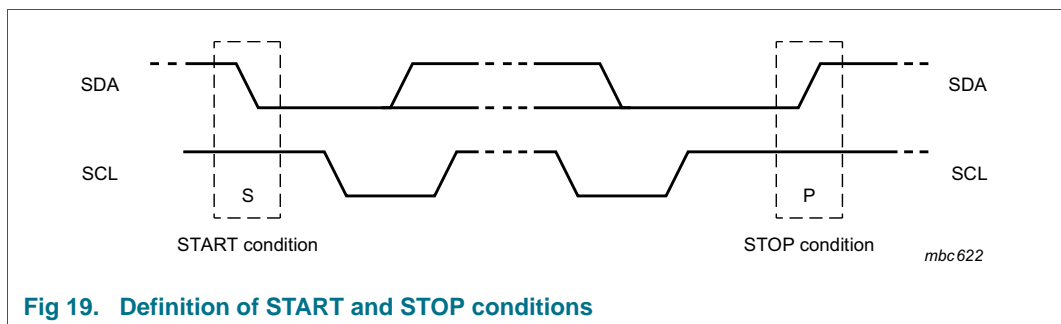 SDA SDA
SCL SCL
S P
START condition STOP condition
mbc622
Fig 19. Definition of START and STOP conditions